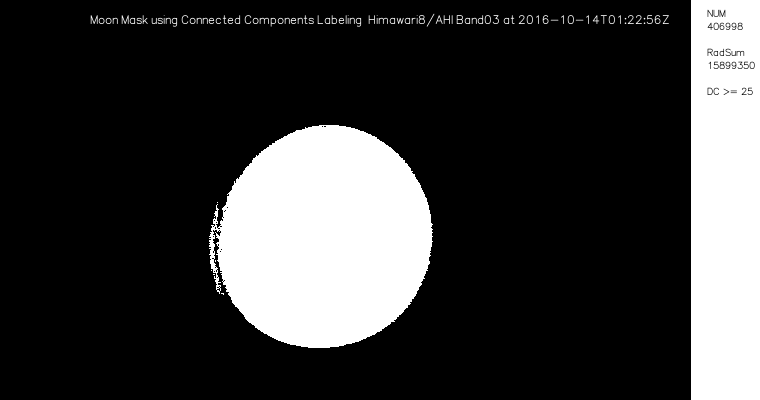 Moon Mask using Connected Components Labeling  Himawari8/AHI Band03 at 2016-10-14T01:22:56Z
NUM
406998
RadSum
15899350
DC >= 25